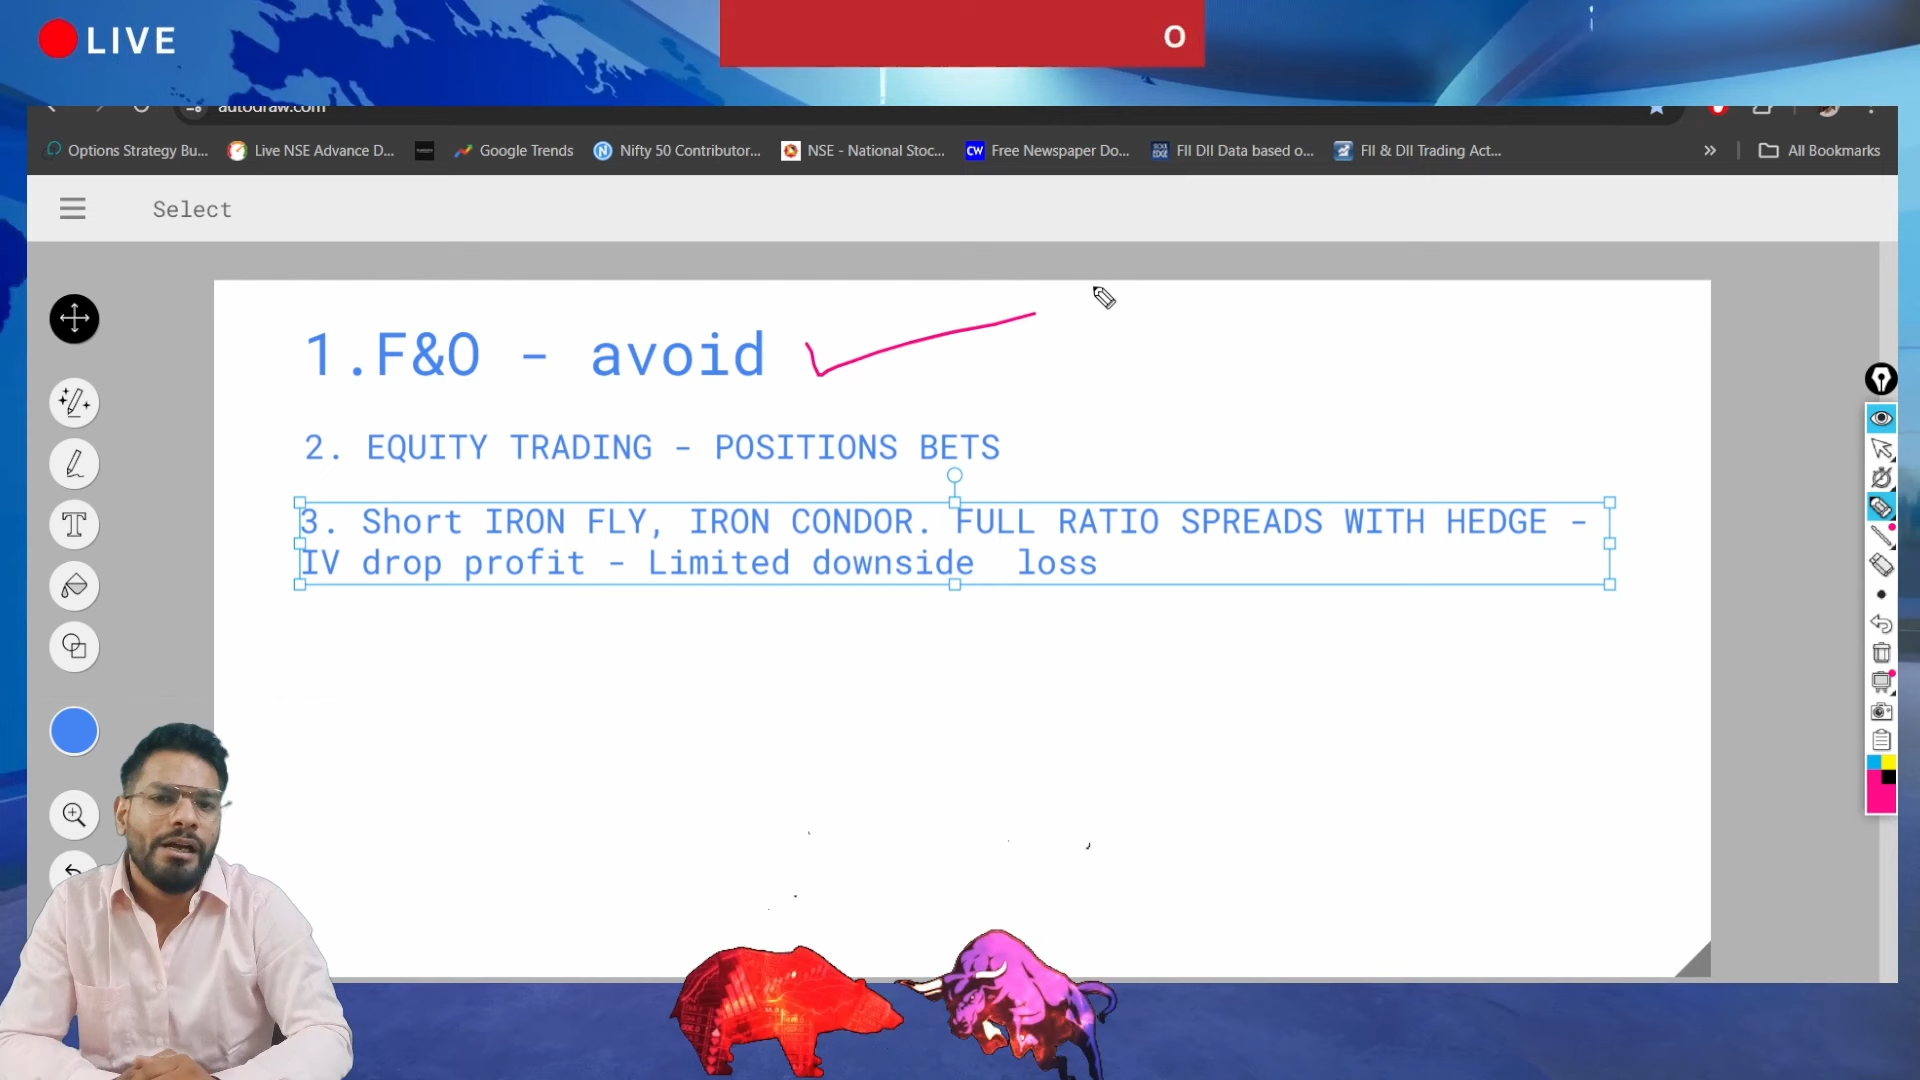 LIVE
O
autodraw.com
Options Strategy Bu... Live NSE Advance D... Google Trends Nifty 50 Contributor... NSE - National Stoc... CW Free Newspaper Do... FII DII Data based o... FII & DII Trading Act... » All Bookmarks
Select
1.F&O - avoid
2. EQUITY TRADING - POSITIONS BETS
3. Short IRON FLY, IRON CONDOR. FULL RATIO SPREADS WITH HEDGE -
IV drop profit - Limited downside loss